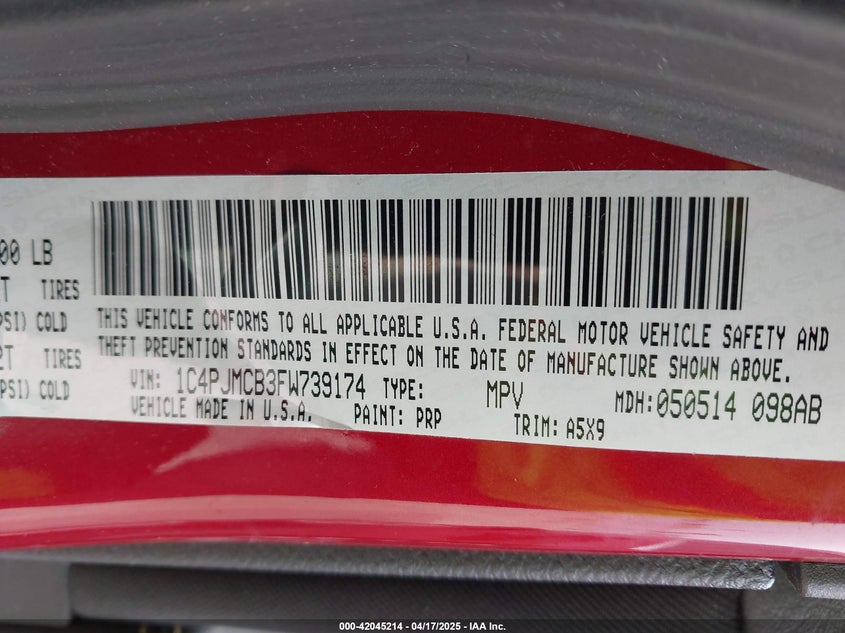 00 LB
T TIRES
PSI) COLD
2T TIRES
PSI) COLD
THIS VEHICLE CONFORMS TO ALL APPLICABLE U.S.A. FEDERAL MOTOR VEHICLE SAFETY AND
THEFT PREVENTION STANDARDS IN EFFECT ON THE DATE OF MANUFACTURE SHOWN ABOVE.
VIN: 1C4PJMCB3FW739174 TYPE: MPV MDH:050514 098AB
VEHICLE MADE IN U.S.A. PAINT: PRP TRIM: A5X9
000-42045214 - 04/17/2025 - IAA Inc.